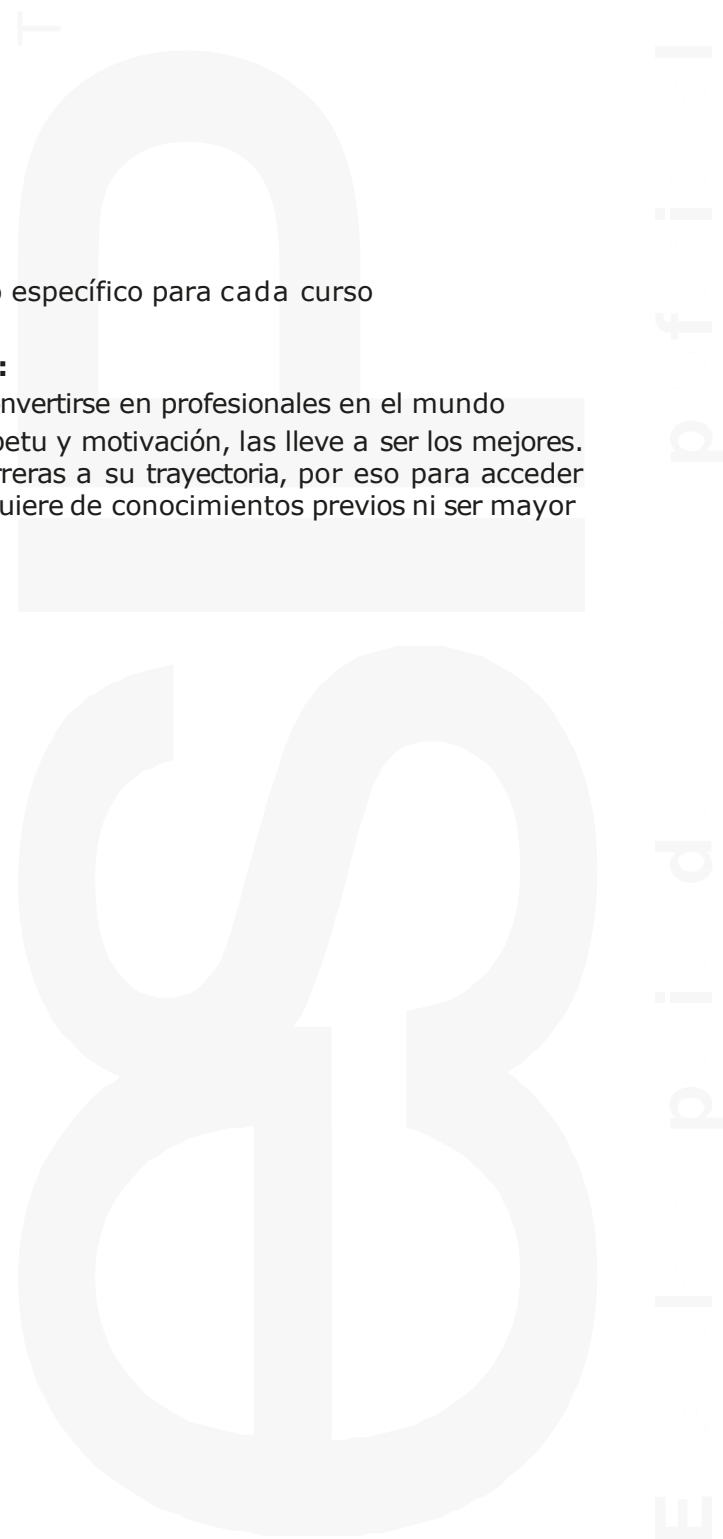 específico para cada curso
:
nvertirse en profesionales en el mundo
petu y motivación, las lleve a ser los mejores.
rreras a su trayectoria, por eso para acceder
uiere de conocimientos previos ni ser mayor